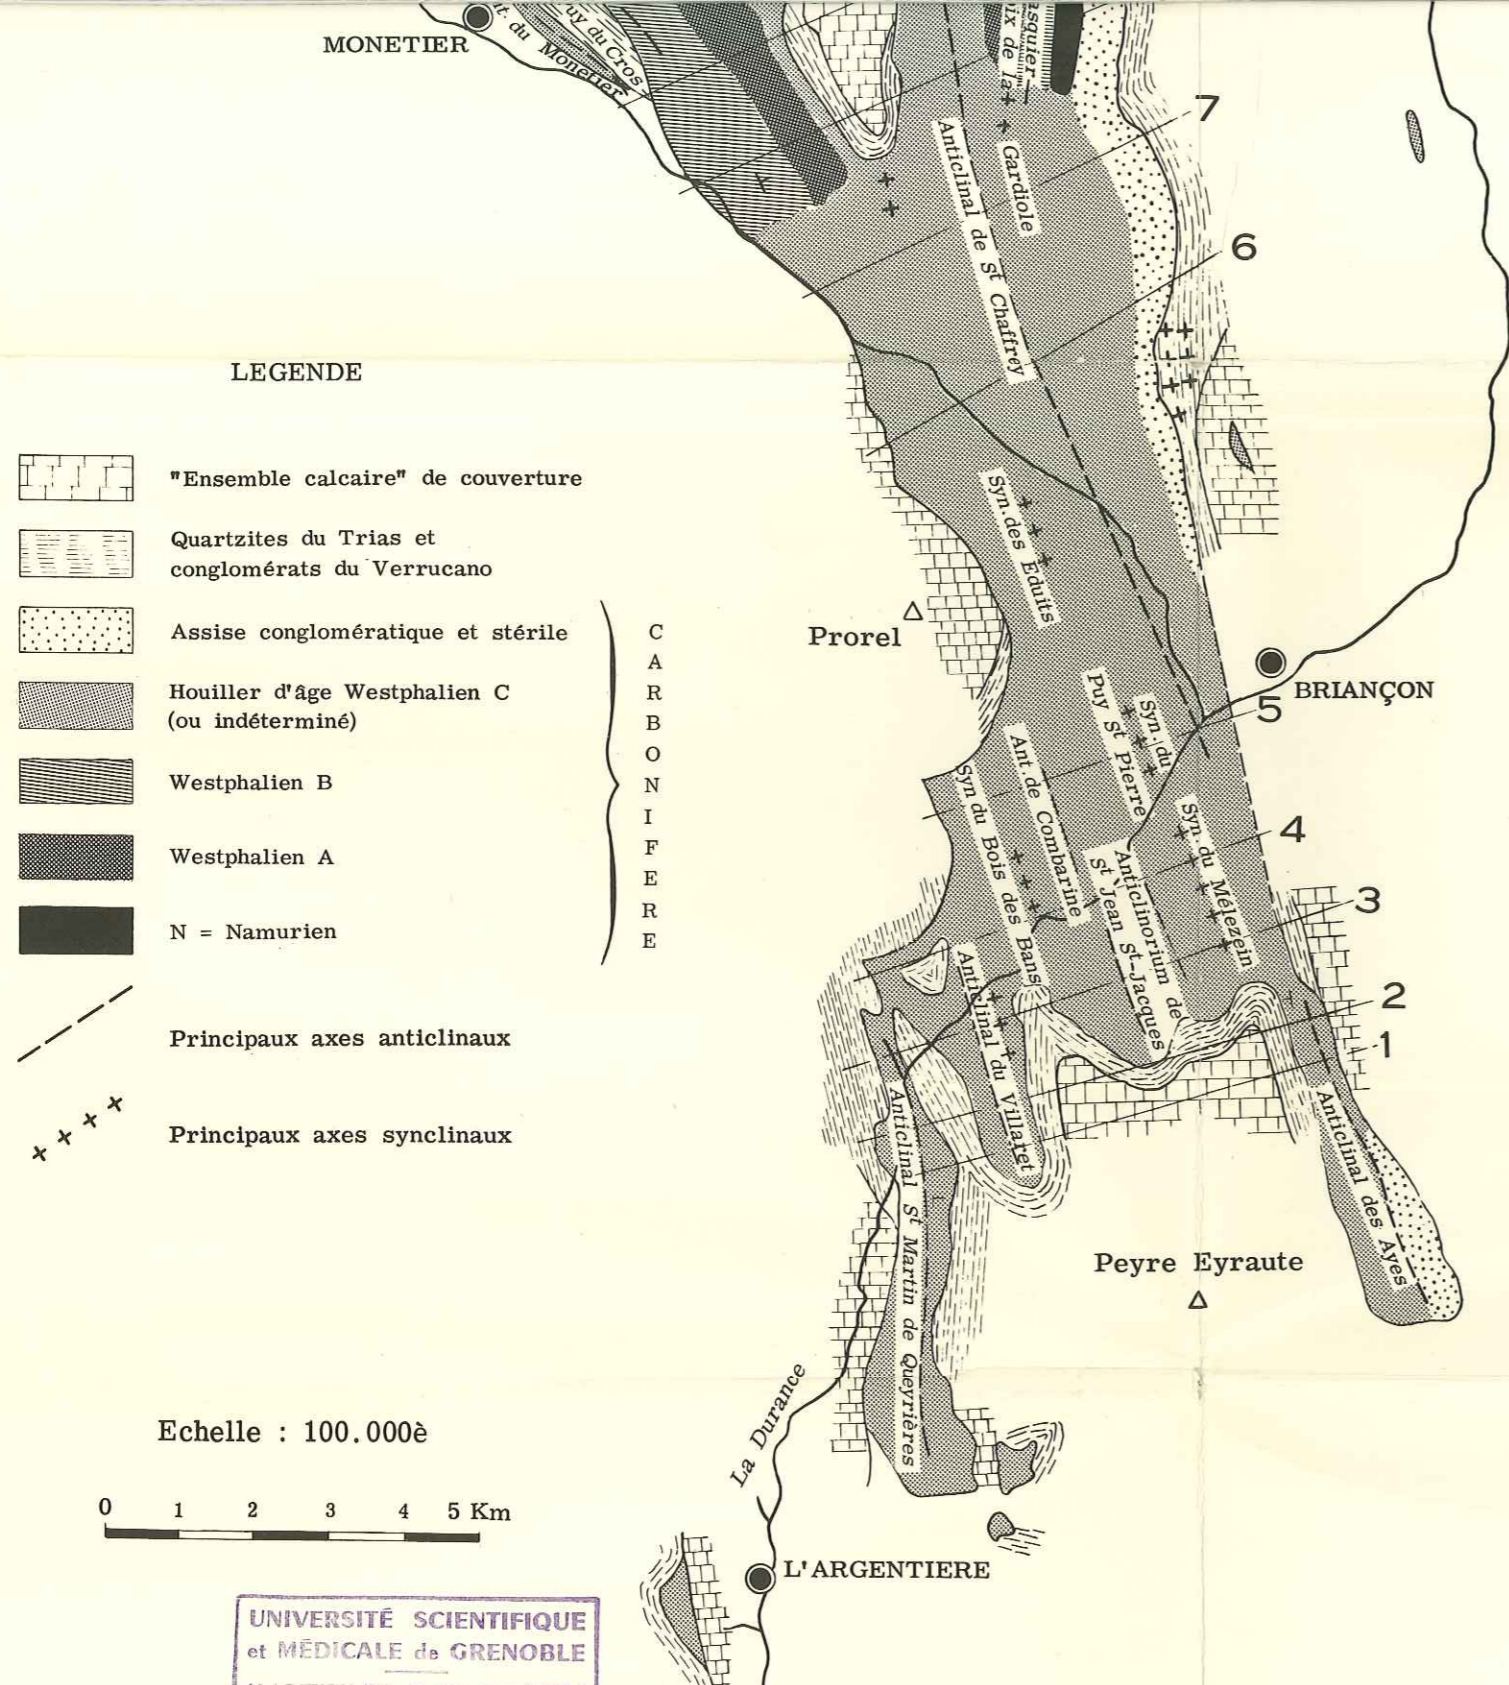 MONETIER
du Monetier
Puy du Cros
Gardiole
Anticlinal de St Chaffrey
7
6
LEGENDE
"Ensemble calcaire" de couverture
Quartzites du Trias et
conglomérats du Verrucano
Assise conglomératique et stérile
Houiller d'âge Westphalien C
(ou indéterminé)
Westphalien B
Westphalien A
N = Namurien
CARBONIFERE
Principaux axes anticlinaux
Principaux axes synclinaux
Syn. des Eduits
Prorel
BRIANÇON
5
Syn. du
Puy St Pierre
Ant. de Combarine
Syn du Bois des Bans
4
Syn. du Mélezein
Anticlinorium de
St Jean St-Jacques
3
Anticlinal du Villaret
2
1
Anticlinal St Martin de Queyrières
Anticlinal des Ayes
Peyre Eyraute
La Durance
Echelle : 100.000è
0 1 2 3 4 5 Km
L'ARGENTIERE
UNIVERSITÉ SCIENTIFIQUE
et MÉDICALE de GRENOBLE